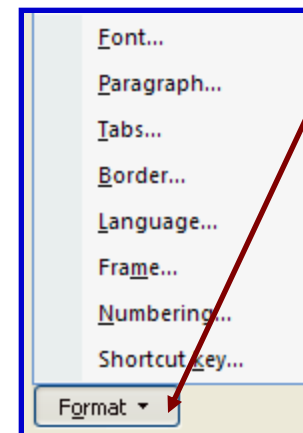 Font...
Paragraph...
Tabs...
Border...
Language...
Frame...
Numbering...
Shortcut key...
Format